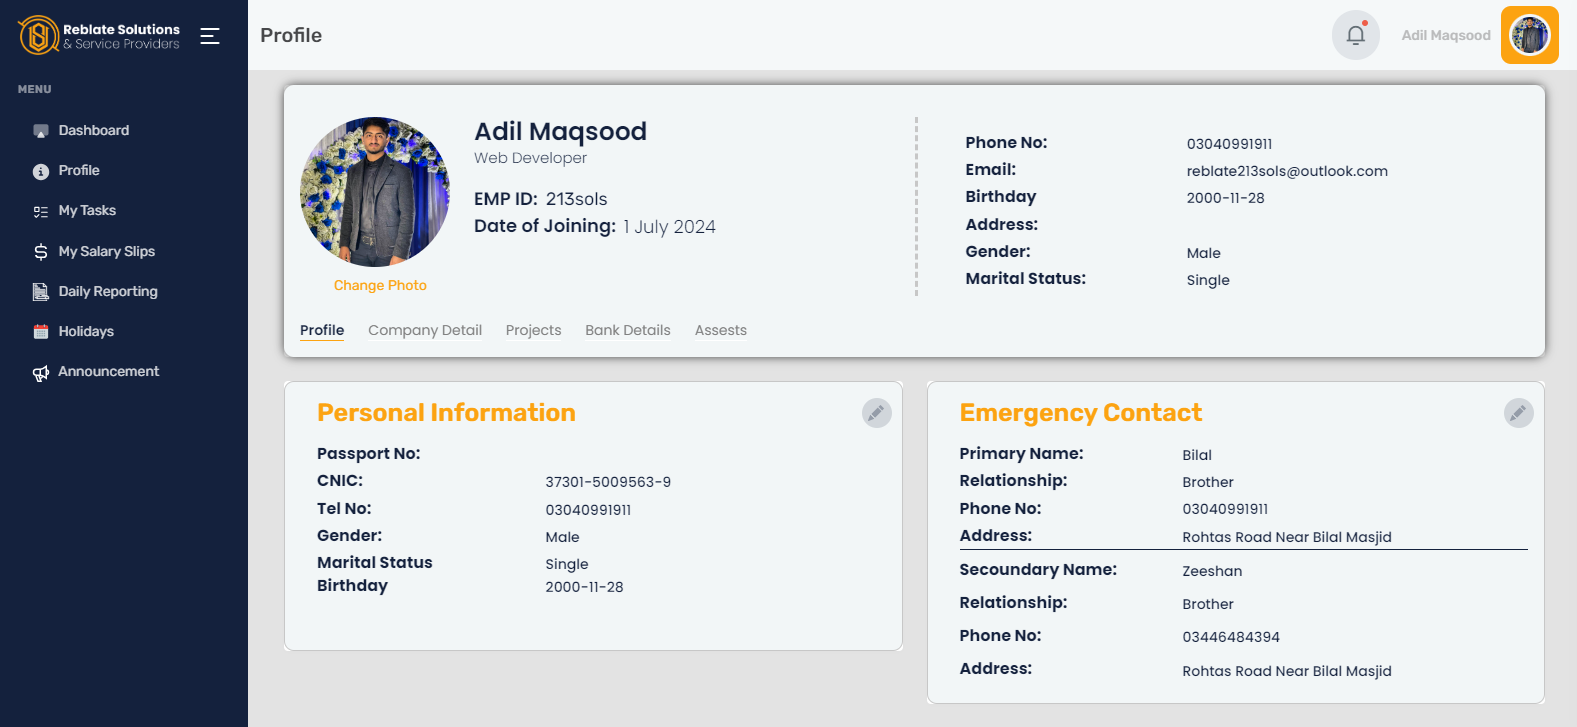 Reblate Solutions
& Service Providers
MENU
Dashboard
Profile
My Tasks
My Salary Slips
Daily Reporting
Holidays
Announcement
Profile
Adil Maqsood
Adil Maqsood
Web Developer
EMP ID: 213sols
Date of Joining: 1 July 2024
Change Photo
Phone No: 03040991911
Email: reblate213sols@outlook.com
Birthday 2000-11-28
Address:
Gender: Male
Marital Status: Single
Profile Company Detail Projects Bank Details Assests
Personal Information
Passport No:
CNIC: 37301-5009563-9
Tel No: 03040991911
Gender: Male
Marital Status Single
Birthday 2000-11-28
Emergency Contact
Primary Name: Bilal
Relationship: Brother
Phone No: 03040991911
Address: Rohtas Road Near Bilal Masjid
Secoundary Name: Zeeshan
Relationship: Brother
Phone No: 03446484394
Address: Rohtas Road Near Bilal Masjid